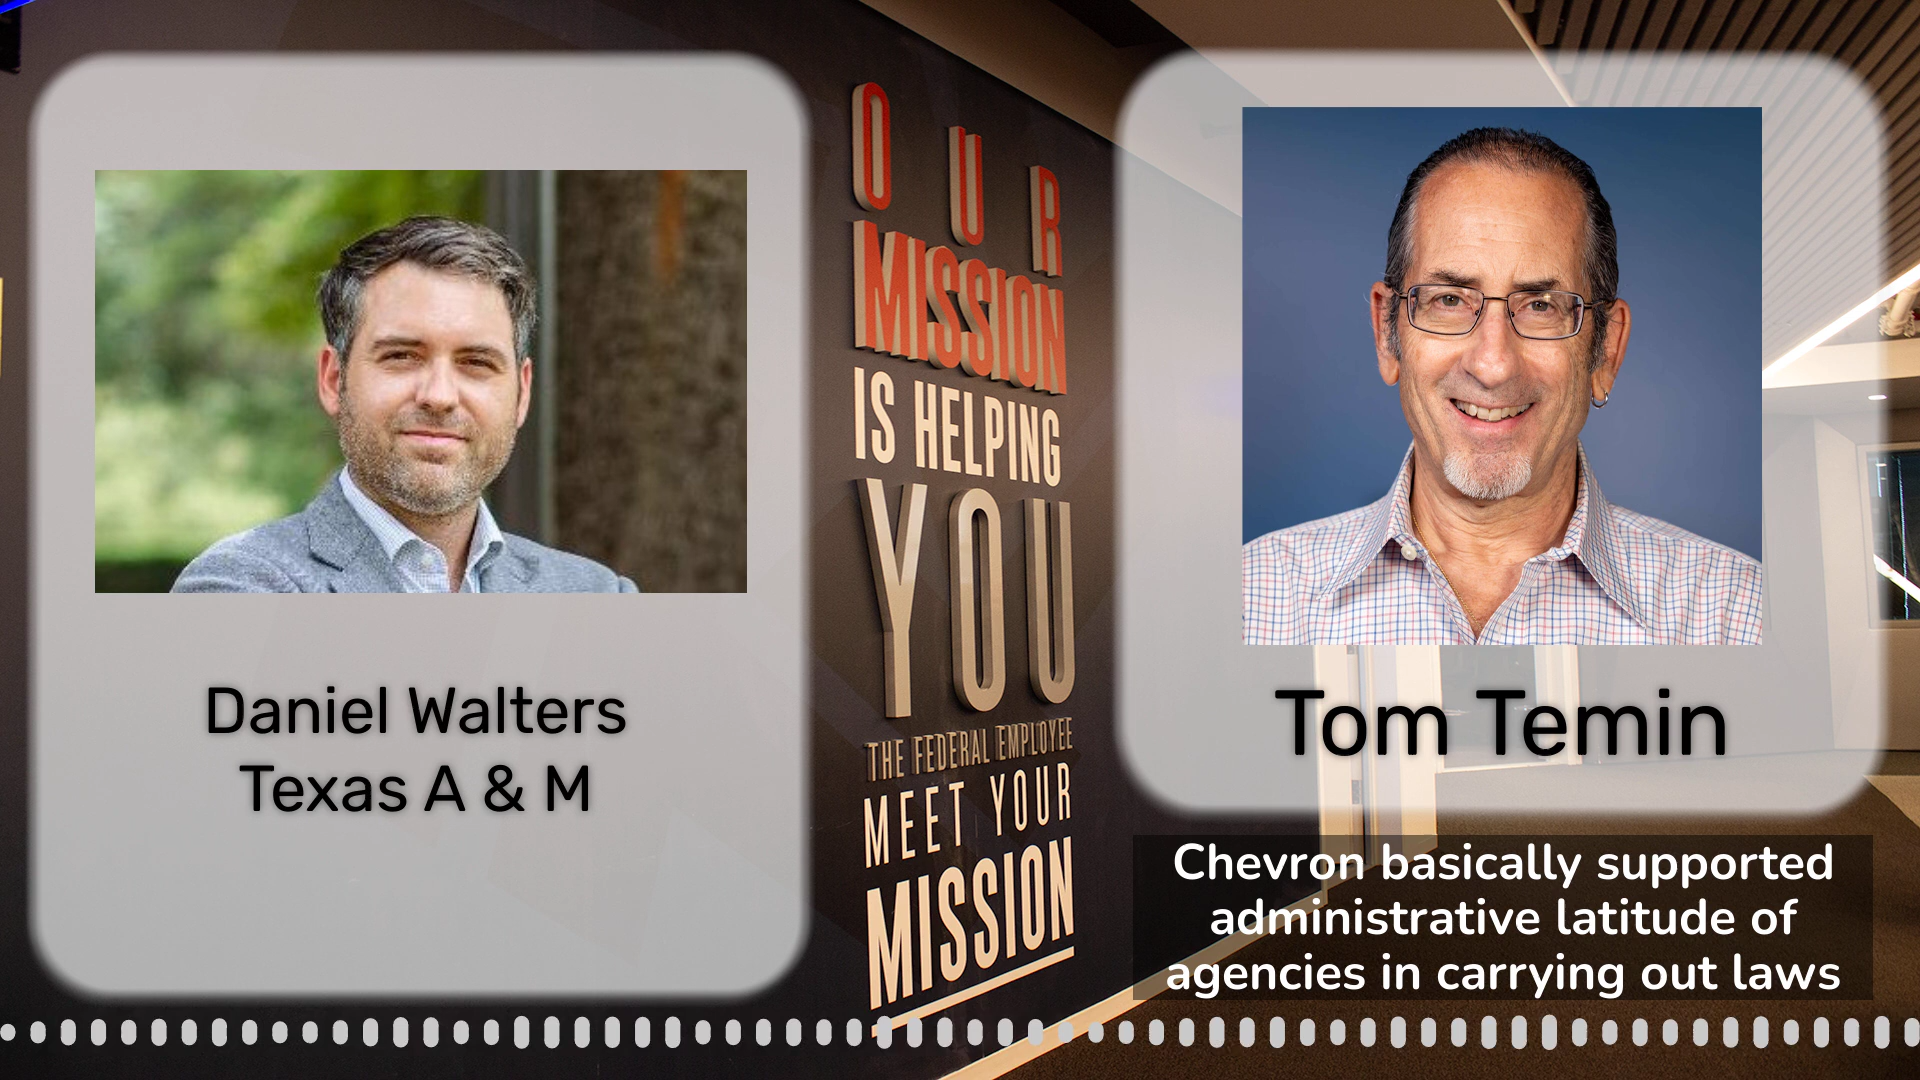 Daniel Walters
Texas A & M
OUR
MISSION
IS HELPING
YOU
THE FEDERAL EMPLOYEE
MEET YOUR
MISSION
Tom Temin
Chevron basically supported
administrative latitude of
agencies in carrying out laws